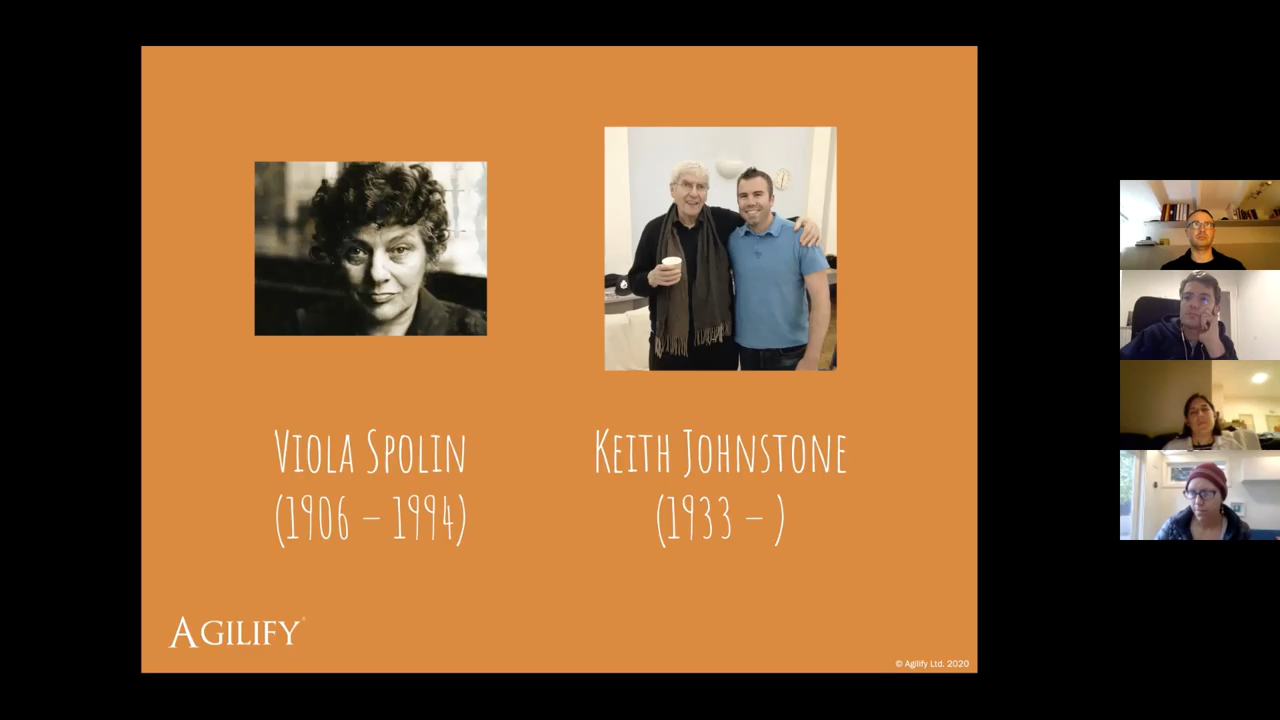 Viola Spolin
(1906 – 1994)
Keith Johnstone
(1933 – )
AGILIFY
© Agilify Ltd. 2020